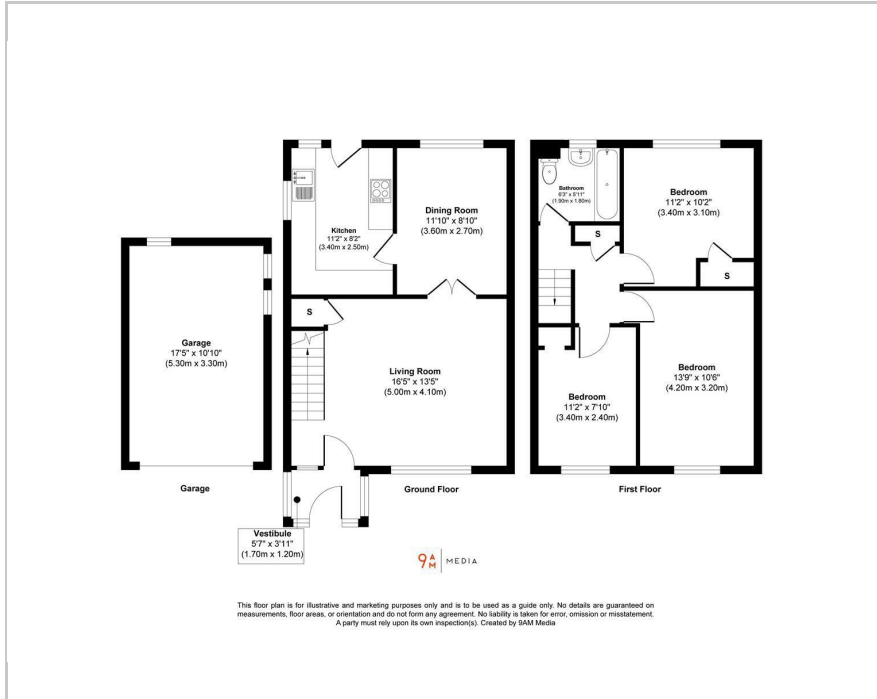 Kitchen
11'2" x 8'2"
(3.40m x 2.50m)
Dining Room
11'10" x 8'10"
(3.60m x 2.70m)
Bathroom
6'3" x 5'11"
(1.90m x 1.80m)
Bedroom
11'2" x 10'2"
(3.40m x 3.10m)
S
S
Garage
17'5" x 10'10"
(5.30m x 3.30m)
S
Living Room
16'5" x 13'5"
(5.00m x 4.10m)
Bedroom
11'2" x 7'10"
(3.40m x 2.40m)
Bedroom
13'9" x 10'6"
(4.20m x 3.20m)
Garage
Ground Floor
First Floor
Vestibule
5'7" x 3'11"
(1.70m x 1.20m)
9AM MEDIA
This floor plan is for illustrative and marketing purposes only and is to be used as a guide only. No details are guaranteed on
measurements, floor areas, or orientation and do not form any agreement. No liability is taken for error, omission or misstatement.
A party must rely upon its own inspection(s). Created by 9AM Media